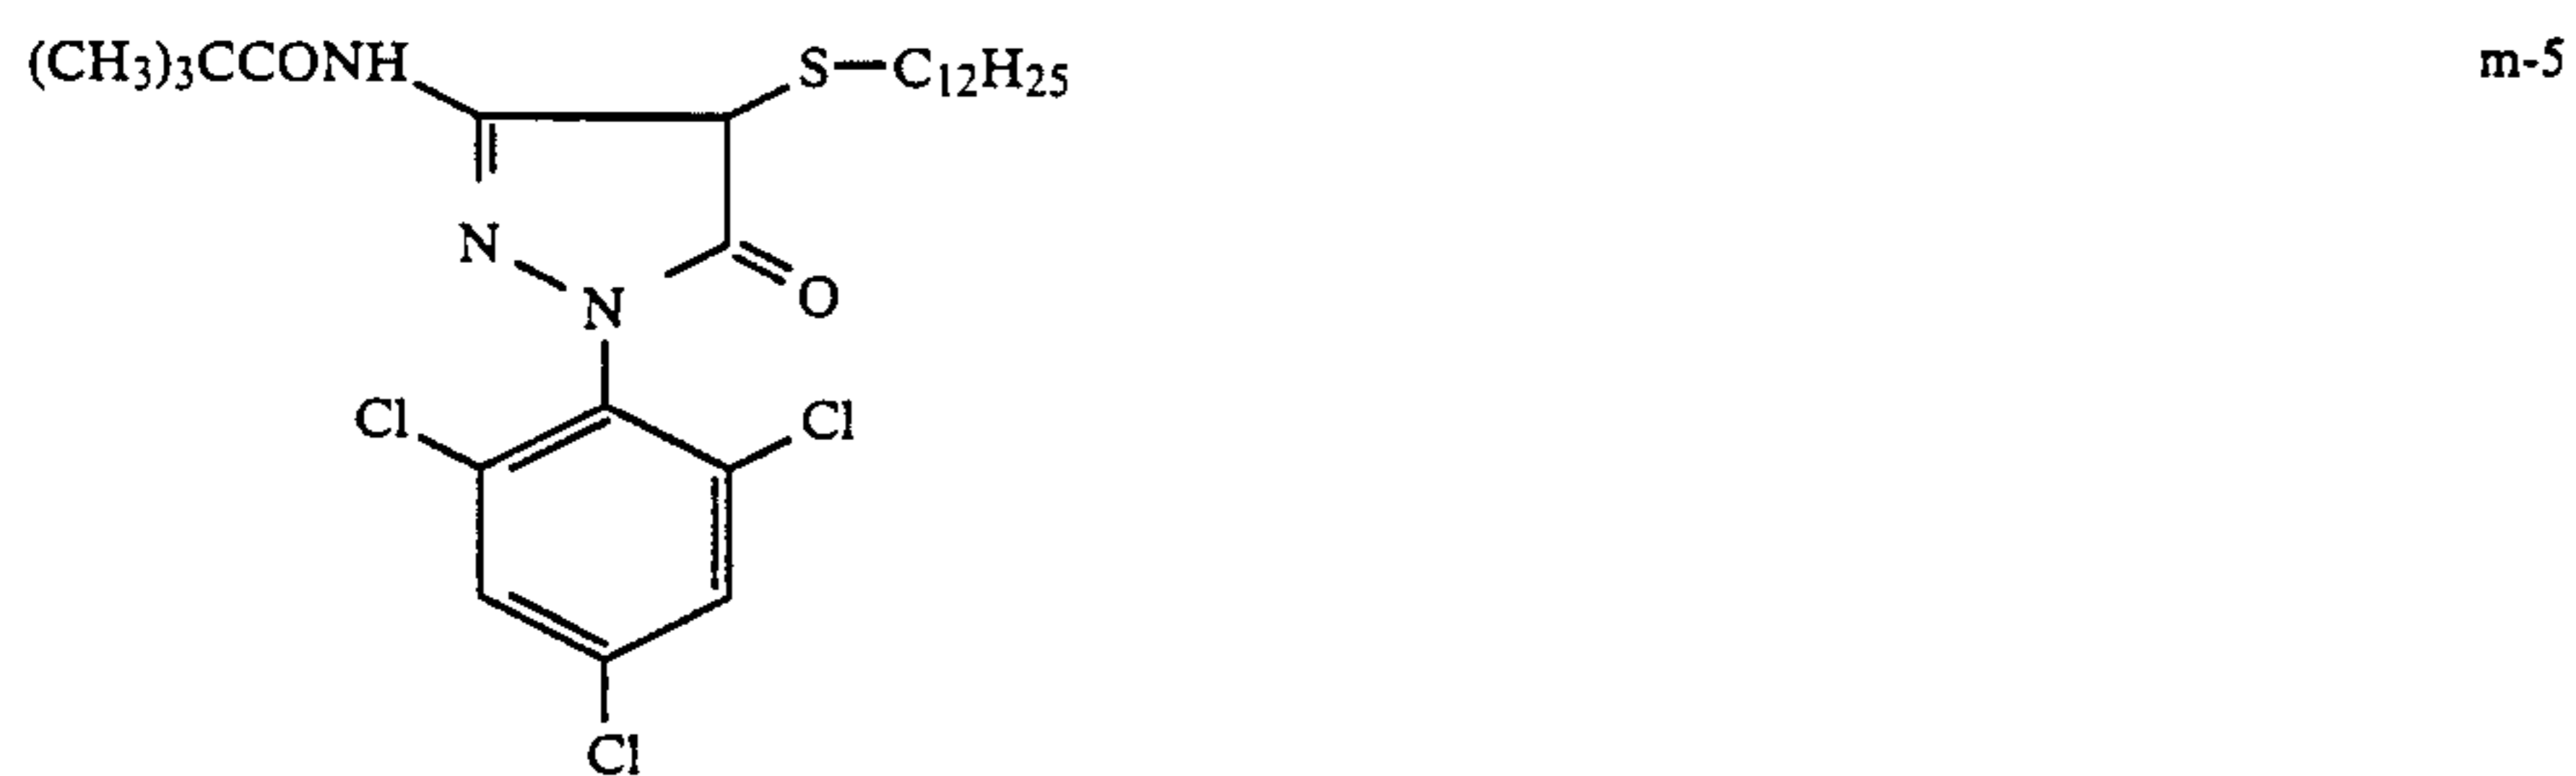 (CH₃)₃CCONH S—C₁₂H₂₅ m-5
N
N O
Cl Cl
Cl